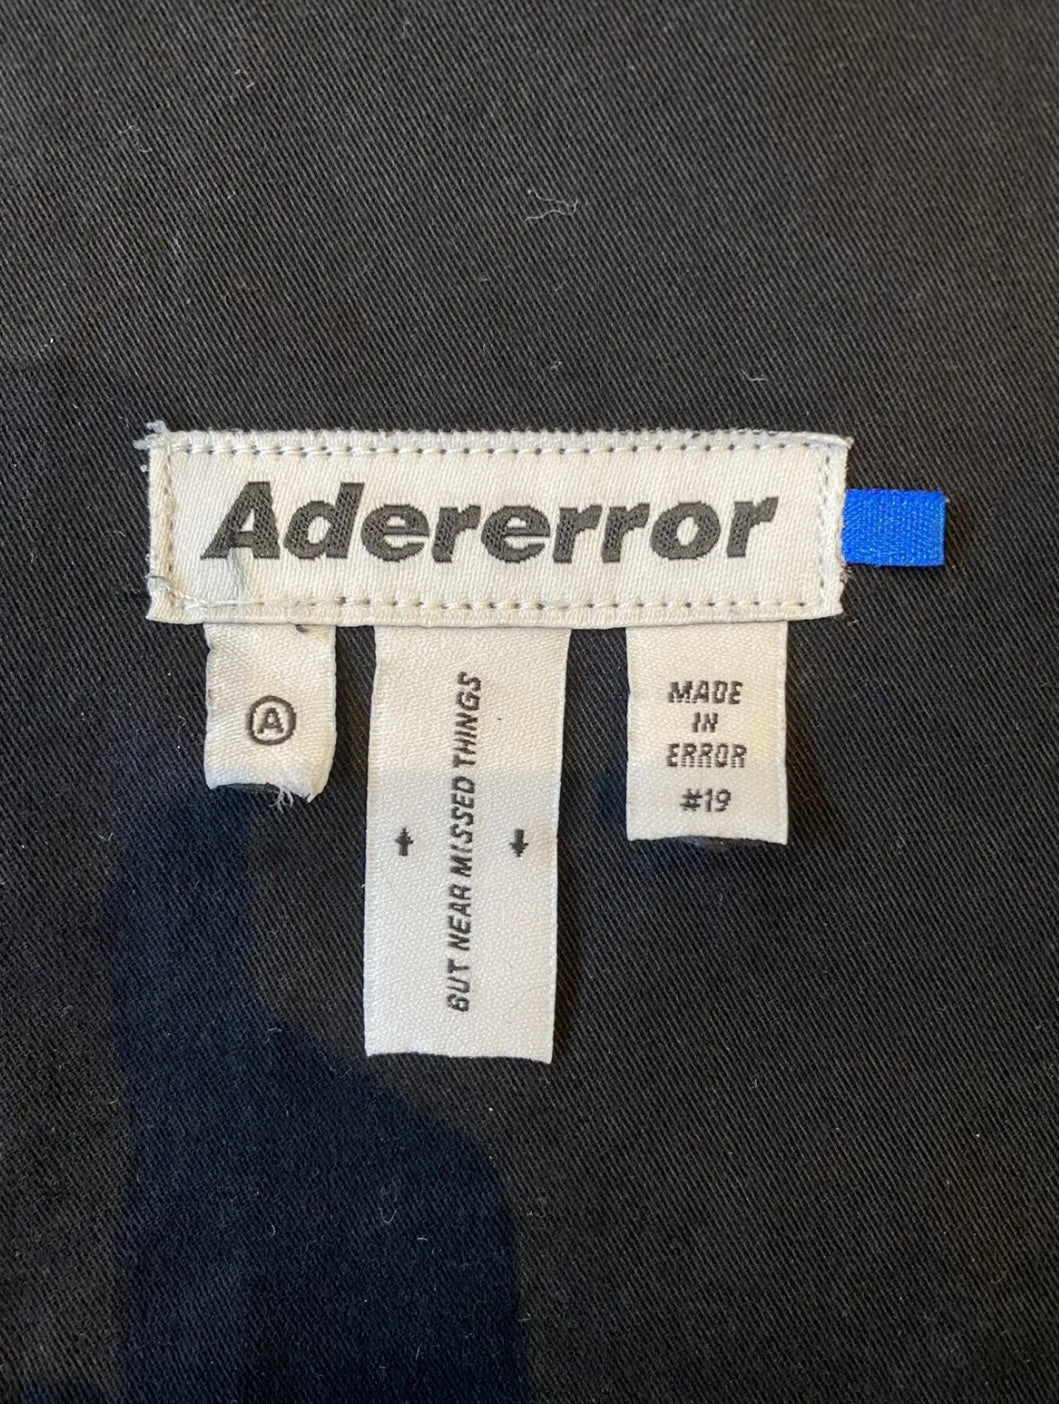 Adererror
Ⓐ
BUT NEAR MISSED THINGS
MADE
IN
ERROR
#19